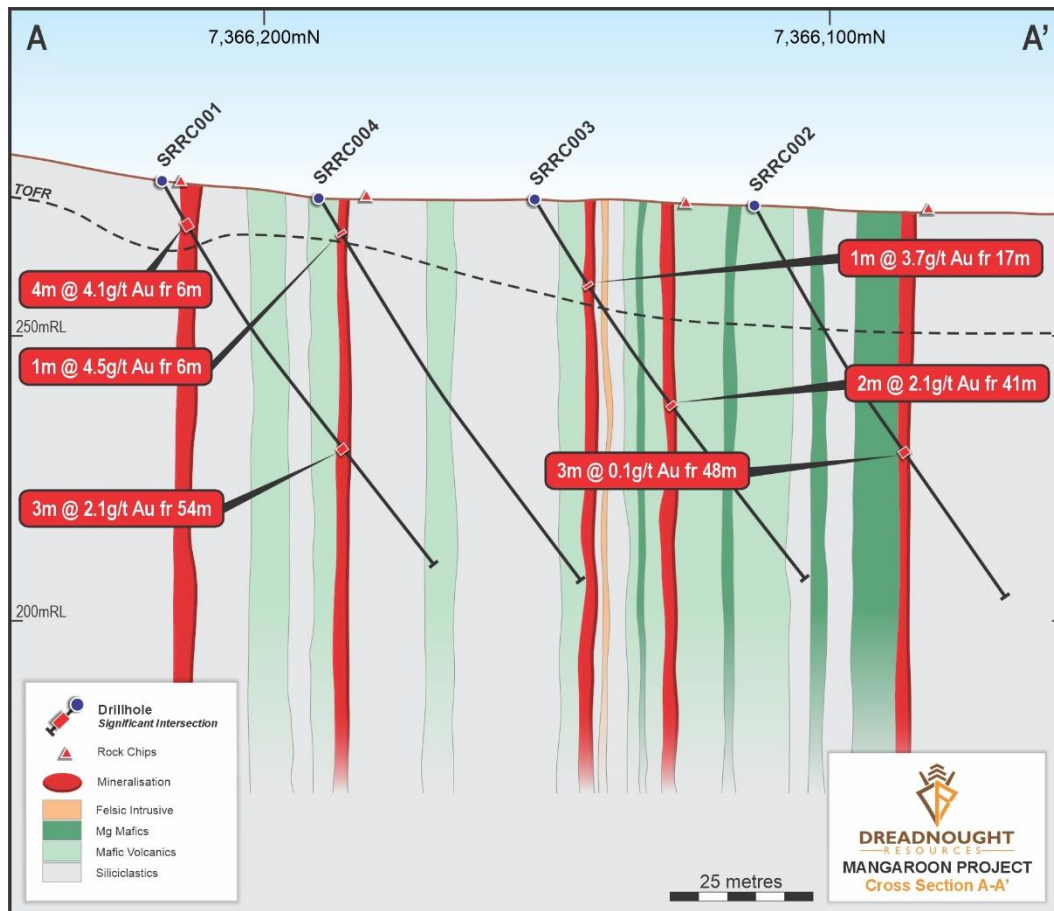 A
7,366,200mN
7,366,100mN
A'
SRRC001
SRRC004
SRRC003
SRRC002
TOFR
1m @ 3.7g/t Au fr 17m
4m @ 4.1g/t Au fr 6m
250mRL
1m @ 4.5g/t Au fr 6m
2m @ 2.1g/t Au fr 41m
3m @ 0.1g/t Au fr 48m
3m @ 2.1g/t Au fr 54m
200mRL
Drillhole
Significant Intersection
Rock Chips
Mineralisation
Felsic Intrusive
Mg Mafics
Mafic Volcanics
Siliciclastics
25 metres
DREADNOUGHT
RESOURCES
MANGAROON PROJECT
Cross Section A-A'